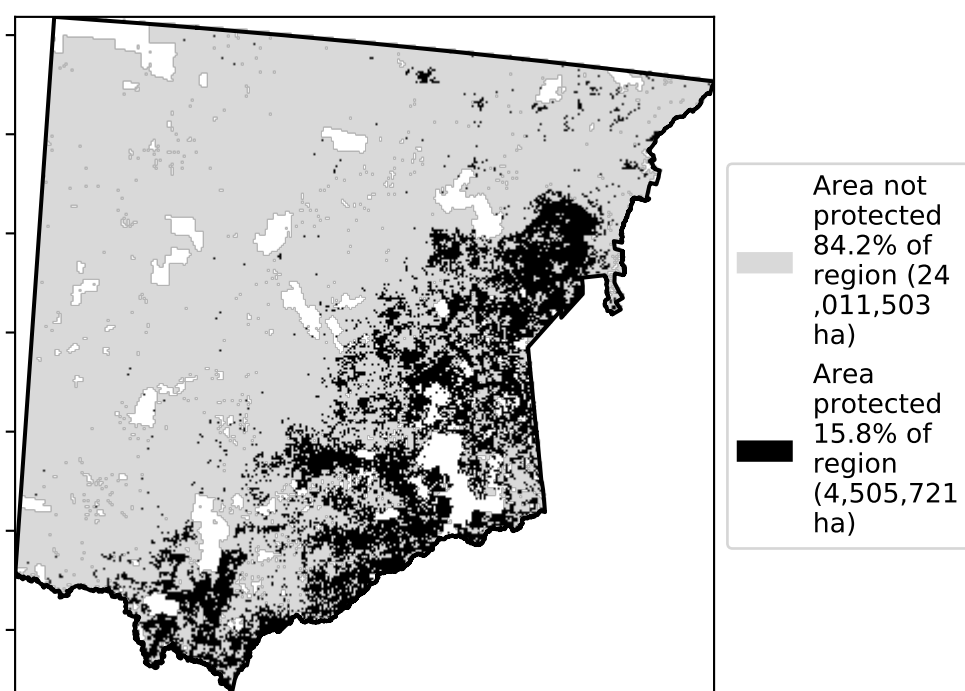 Area not
protected
84.2% of
region (24
,011,503
ha)
Area
protected
15.8% of
region
(4,505,721
ha)